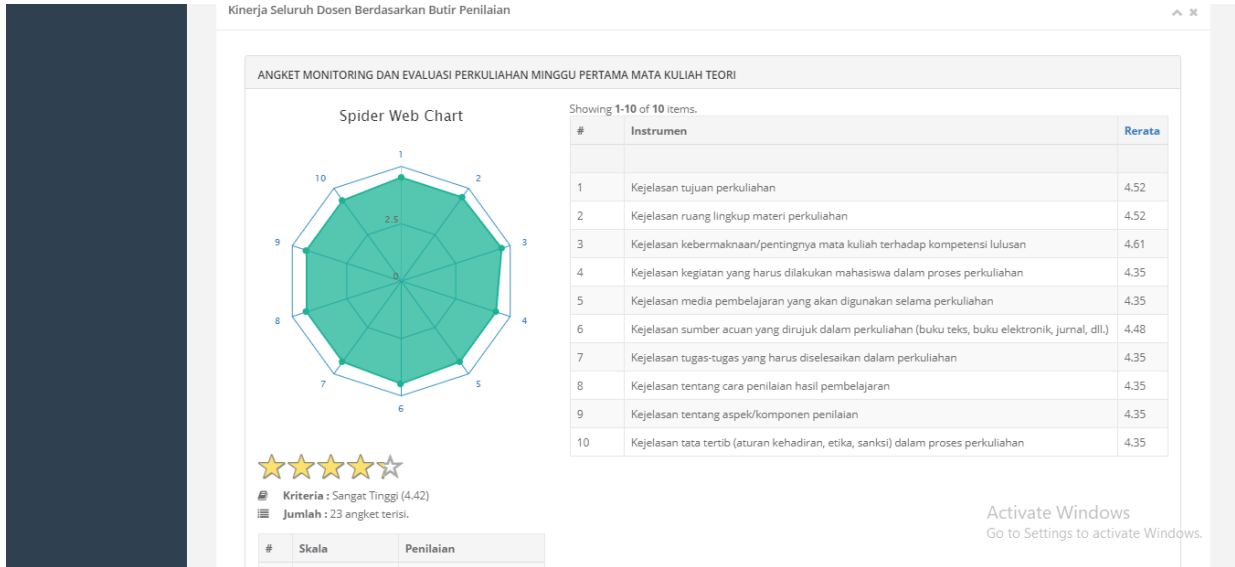 Kinerja Seluruh Dosen Berdasarkan Butir Penilaian
ANGKET MONITORING DAN EVALUASI PERKULIAHAN MINGGU PERTAMA MATA KULIAH TEORI
Spider Web Chart
1
2
3
4
5
6
7
8
9
10
2.5
0
Showing 1-10 of 10 items.
# Instrumen Rerata
1 Kejelasan tujuan perkuliahan 4.52
2 Kejelasan ruang lingkup materi perkuliahan 4.52
3 Kejelasan kebermaknaan/pentingnya mata kuliah terhadap kompetensi lulusan 4.61
4 Kejelasan kegiatan yang harus dilakukan mahasiswa dalam proses perkuliahan 4.35
5 Kejelasan media pembelajaran yang akan digunakan selama perkuliahan 4.35
6 Kejelasan sumber acuan yang dirujuk dalam perkuliahan (buku teks, buku elektronik, jurnal, dll.) 4.48
7 Kejelasan tugas-tugas yang harus diselesaikan dalam perkuliahan 4.35
8 Kejelasan tentang cara penilaian hasil pembelajaran 4.35
9 Kejelasan tentang aspek/komponen penilaian 4.35
10 Kejelasan tata tertib (aturan kehadiran, etika, sanksi) dalam proses perkuliahan 4.35
Kriteria : Sangat Tinggi (4.42)
Jumlah : 23 angket terisi.
# Skala Penilaian
Activate Windows
Go to Settings to activate Windows.